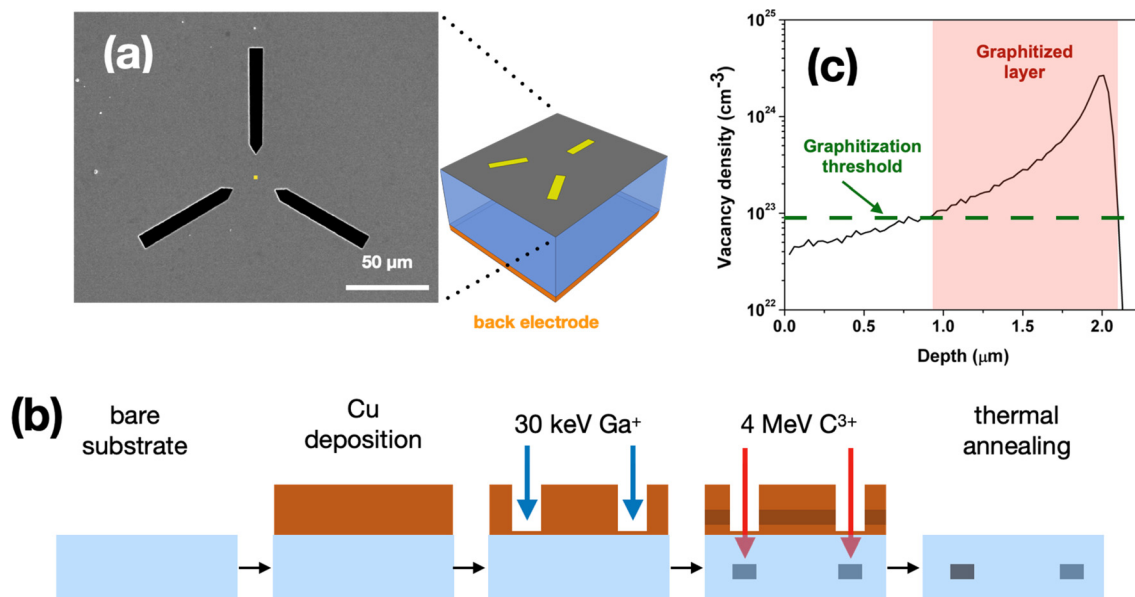 (a)
50 µm
back electrode
(c)
Vacancy density (cm⁻³)
10²⁵
10²⁴
10²³
10²²
Graphitized
layer
Graphitization
threshold
0.0 0.5 1.0 1.5 2.0
Depth (µm)
(b)
bare
substrate
Cu
deposition
30 keV Ga⁺
4 MeV C³⁺
thermal
annealing